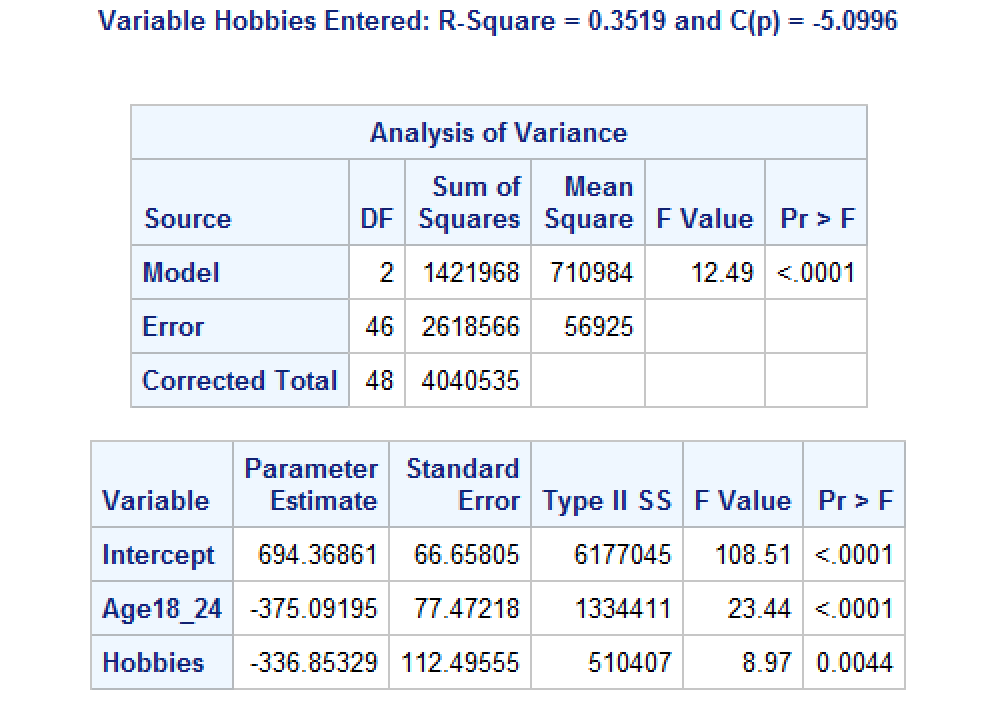 Variable Hobbies Entered: R-Square = 0.3519 and C(p) = -5.0996
Analysis of Variance
Source DF Sum of Squares Mean Square F Value Pr > F
Model 2 1421968 710984 12.49 <.0001
Error 46 2618566 56925
Corrected Total 48 4040535
Variable Parameter Estimate Standard Error Type II SS F Value Pr > F
Intercept 694.36861 66.65805 6177045 108.51 <.0001
Age18_24 -375.09195 77.47218 1334411 23.44 <.0001
Hobbies -336.85329 112.49555 510407 8.97 0.0044